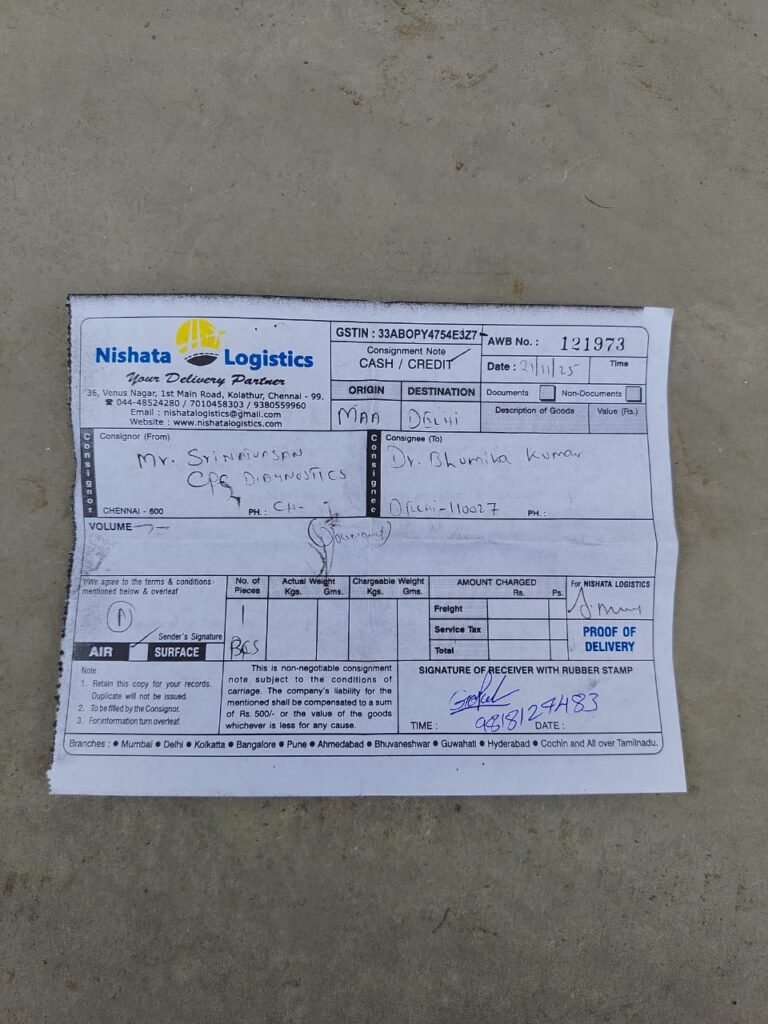 Nishata Logistics
Your Delivery Partner
36, Venus Nagar, 1st Main Road, Kolathur, Chennai - 99.
☎ 044-48524280 / 7010458303 / 9380559960
Email : nishatalogistics@gmail.com
Website : www.nishatalogistics.com
GSTIN : 33ABOPY4754E3Z7
Consignment Note
CASH / CREDIT
AWB No. : 121973
Date : 21/11/25 Time
ORIGIN DESTINATION
MAA DELHI
Documents Non-Documents
Description of Goods Value (Rs.)
Consignor
Consignor (From)
Mr. Srinivasan
DIAGNOSTICS
CHENNAI - 600 PH. : CH-
Consignee
Consignee (To)
Dr. Bhumika Kumar
Delhi-110027 PH. :
VOLUME
(Document)
We agree to the terms & conditions
mentioned below & overleaf
Sender's Signature
AIR SURFACE
No. of Pieces
1
Actual Weight
Kgs. Gms.
Chargeable Weight
Kgs. Gms.
AMOUNT CHARGED
Rs. Ps.
Freight
Service Tax
Total
For NISHATA LOGISTICS
PROOF OF
DELIVERY
Note :
1. Retain this copy for your records.
Duplicate will not be issued.
2. To be filled by the Consignor.
3. For information turn overleaf.
This is non-negotiable consignment
note subject to the conditions of
carriage. The company's liability for the
mentioned shall be compensated to a sum
of Rs. 500/- or the value of the goods
whichever is less for any cause.
SIGNATURE OF RECEIVER WITH RUBBER STAMP
9818127483
TIME : DATE :
Branches : ● Mumbai ● Delhi ● Kolkatta ● Bangalore ● Pune ● Ahmedabad ● Bhuvaneshwar ● Guwahati ● Hyderabad ● Cochin and All over Tamilnadu.